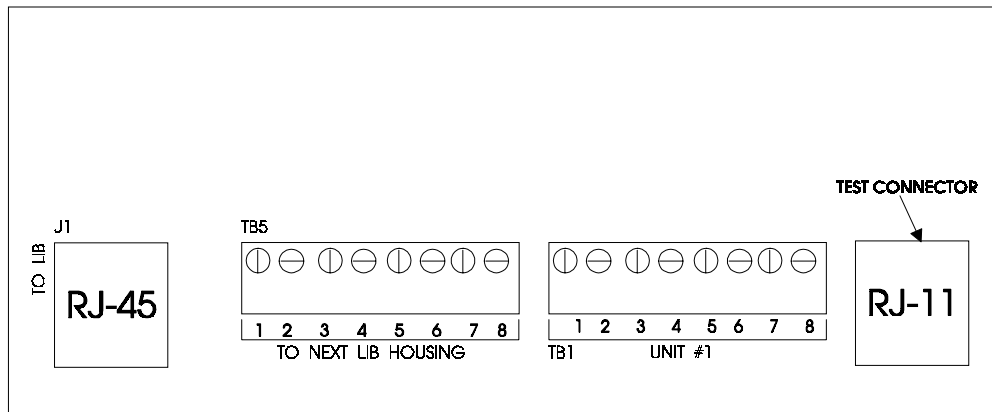 TEST CONNECTOR
J1
TB5
TO LIB
RJ-45
RJ-11
1 2 3 4 5 6 7 8
1 2 3 4 5 6 7 8
TO NEXT LIB HOUSING
TB1
UNIT #1